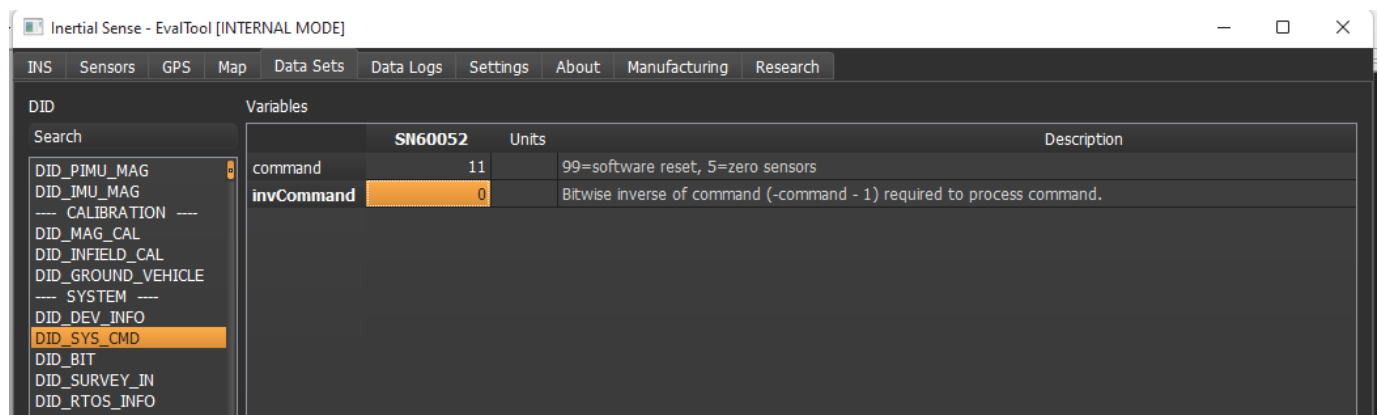 Inertial Sense - EvalTool [INTERNAL MODE]
INS Sensors GPS Map Data Sets Data Logs Settings About Manufacturing Research
DID Variables
Search
SN60052 Units Description
command 11 99=software reset, 5=zero sensors
invCommand 0 Bitwise inverse of command (-command - 1) required to process command.
DID_PIMU_MAG
DID_IMU_MAG
---- CALIBRATION ----
DID_MAG_CAL
DID_INFIELD_CAL
DID_GROUND_VEHICLE
---- SYSTEM ----
DID_DEV_INFO
DID_SYS_CMD
DID_BIT
DID_SURVEY_IN
DID_RTOS_INFO